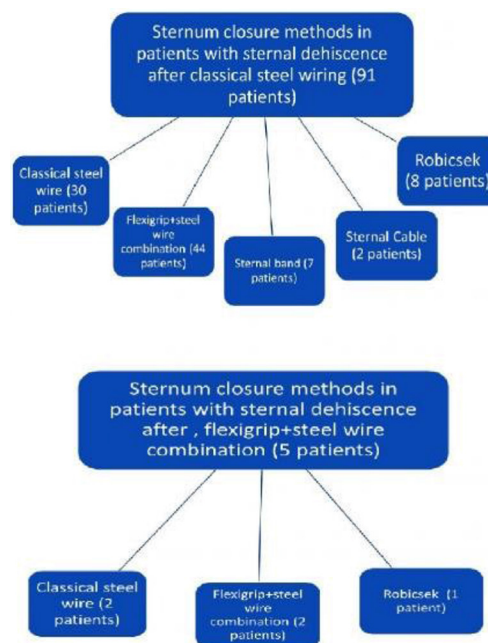 Sternum closure methods in
patients with sternal dehiscence
after classical steel wiring (91
patients)
Classical steel
wire (30
patients)
Flexigrip+steel
wire
combination (44
patients)
Sternal band (7
patients)
Sternal Cable
(2 patients)
Robicsek
(8 patients)
Sternum closure methods in
patients with sternal dehiscence
after , flexigrip+steel wire
combination (5 patients)
Classical steel
wire (2
patients)
Flexigrip+steel
wire
combination (2
patients)
Robicsek (1
patient)